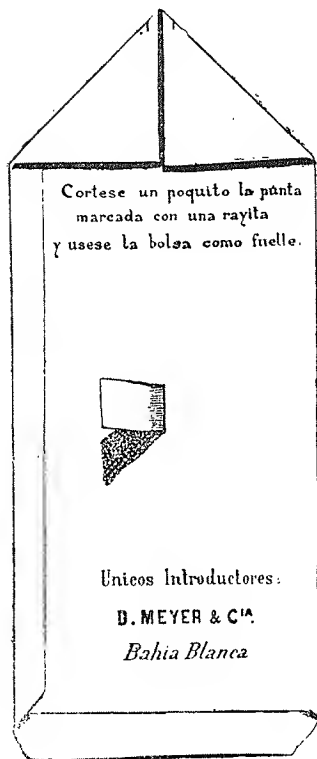 Cortese un poquito la punta
marcada con una rayita
y usese la bolsa como fuelle.
Unicos Introductores:
D. MEYER & Cᴵᴬ.
Bahia Blanca